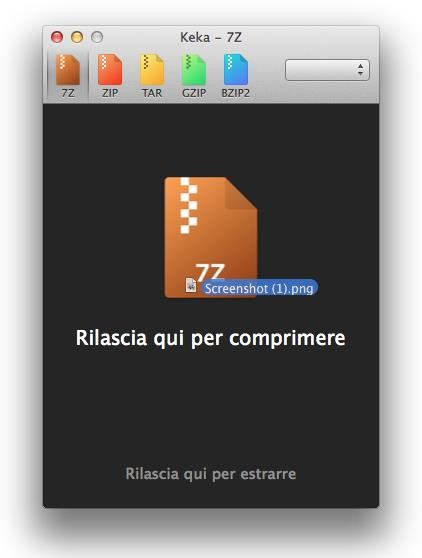 Keka – 7Z
7Z ZIP TAR GZIP BZIP2
7Z
Screenshot (1).png
Rilascia qui per comprimere
Rilascia qui per estrarre